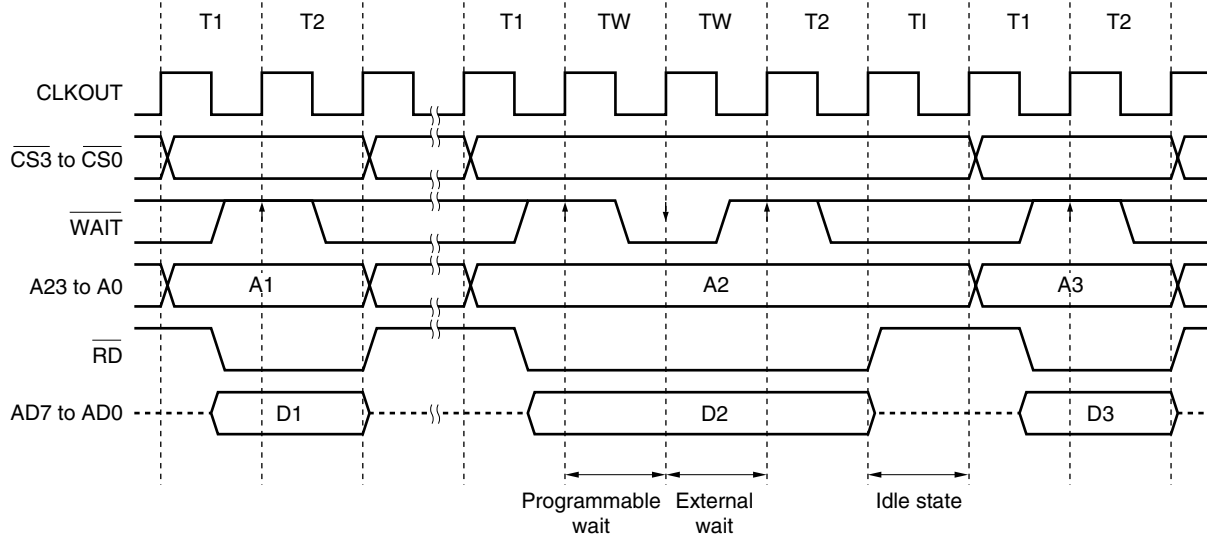 T1 T2 T1 TW TW T2 TI T1 T2
CLKOUT
CS3 to CS0
WAIT
A23 to A0 A1 A2 A3
RD
AD7 to AD0 D1 D2 D3
Programmable wait
External wait
Idle state